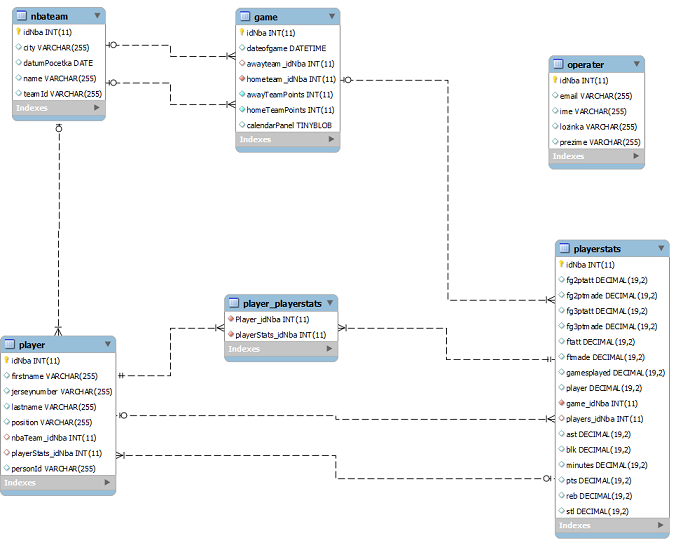 nbateam
idNba INT(11)
city VARCHAR(255)
datumPocetka DATE
name VARCHAR(255)
teamId VARCHAR(255)
Indexes
game
idNba INT(11)
dateofgame DATETIME
awayteam_idNba INT(11)
hometeam_idNba INT(11)
awayTeamPoints INT(11)
homeTeamPoints INT(11)
calendarPanel TINYBLOB
Indexes
operater
idNba INT(11)
email VARCHAR(255)
ime VARCHAR(255)
lozinka VARCHAR(255)
prezime VARCHAR(255)
Indexes
playerstats
idNba INT(11)
fg2ptatt DECIMAL(19,2)
fg2ptmade DECIMAL(19,2)
fg3ptatt DECIMAL(19,2)
fg3ptmade DECIMAL(19,2)
ftatt DECIMAL(19,2)
ftmade DECIMAL(19,2)
gamesplayed DECIMAL(19,2)
player DECIMAL(19,2)
game_idNba INT(11)
players_idNba INT(11)
ast DECIMAL(19,2)
blk DECIMAL(19,2)
minutes DECIMAL(19,2)
pts DECIMAL(19,2)
reb DECIMAL(19,2)
stl DECIMAL(19,2)
Indexes
player_playerstats
Player_idNba INT(11)
playerStats_idNba INT(11)
Indexes
player
idNba INT(11)
firstname VARCHAR(255)
jerseynumber VARCHAR(255)
lastname VARCHAR(255)
position VARCHAR(255)
nbaTeam_idNba INT(11)
playerStats_idNba INT(11)
personId VARCHAR(255)
Indexes